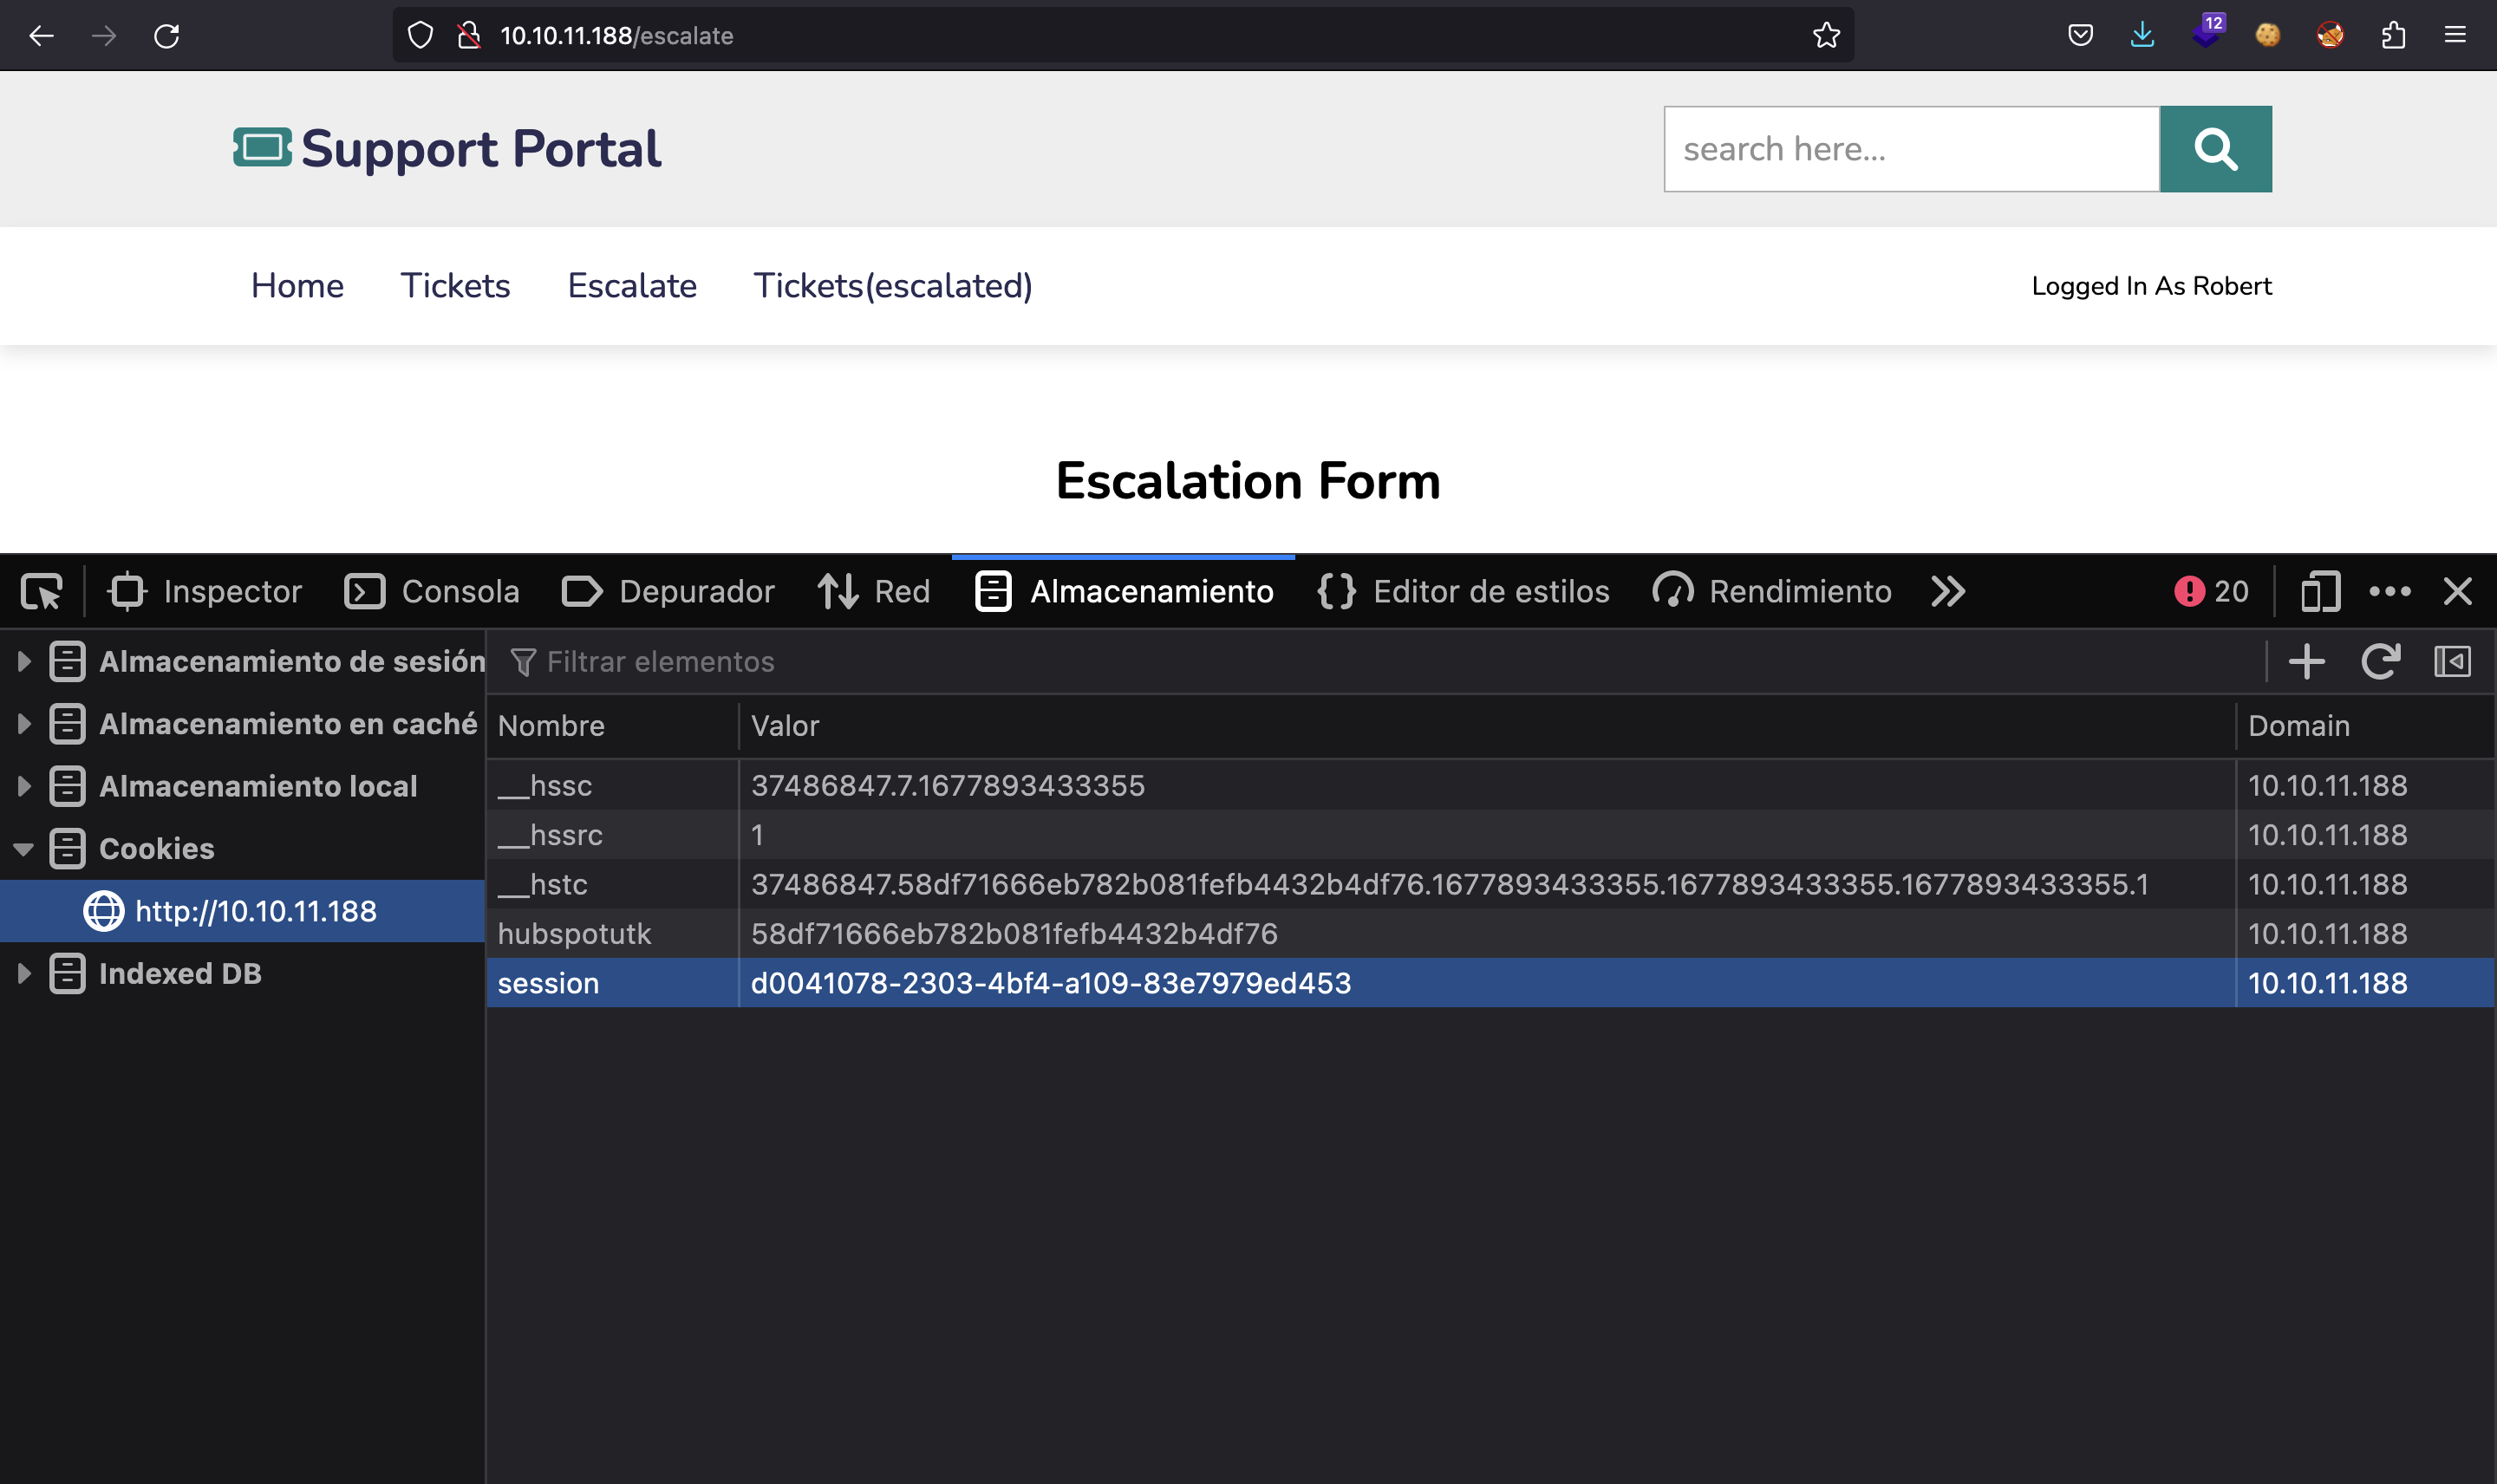 12
10.10.11.188/escalate
Support Portal
search here...
Home Tickets Escalate Tickets(escalated) Logged In As Robert
Escalation Form
Inspector Consola Depurador Red Almacenamiento Editor de estilos Rendimiento 20
Almacenamiento de sesión
Almacenamiento en caché
Almacenamiento local
Cookies
http://10.10.11.188
Indexed DB
Filtrar elementos
Nombre Valor Domain
__hssc 37486847.7.1677893433355 10.10.11.188
__hssrc 1 10.10.11.188
__hstc 37486847.58df71666eb782b081fefb4432b4df76.1677893433355.1677893433355.1677893433355.1 10.10.11.188
hubspotutk 58df71666eb782b081fefb4432b4df76 10.10.11.188
session d0041078-2303-4bf4-a109-83e7979ed453 10.10.11.188